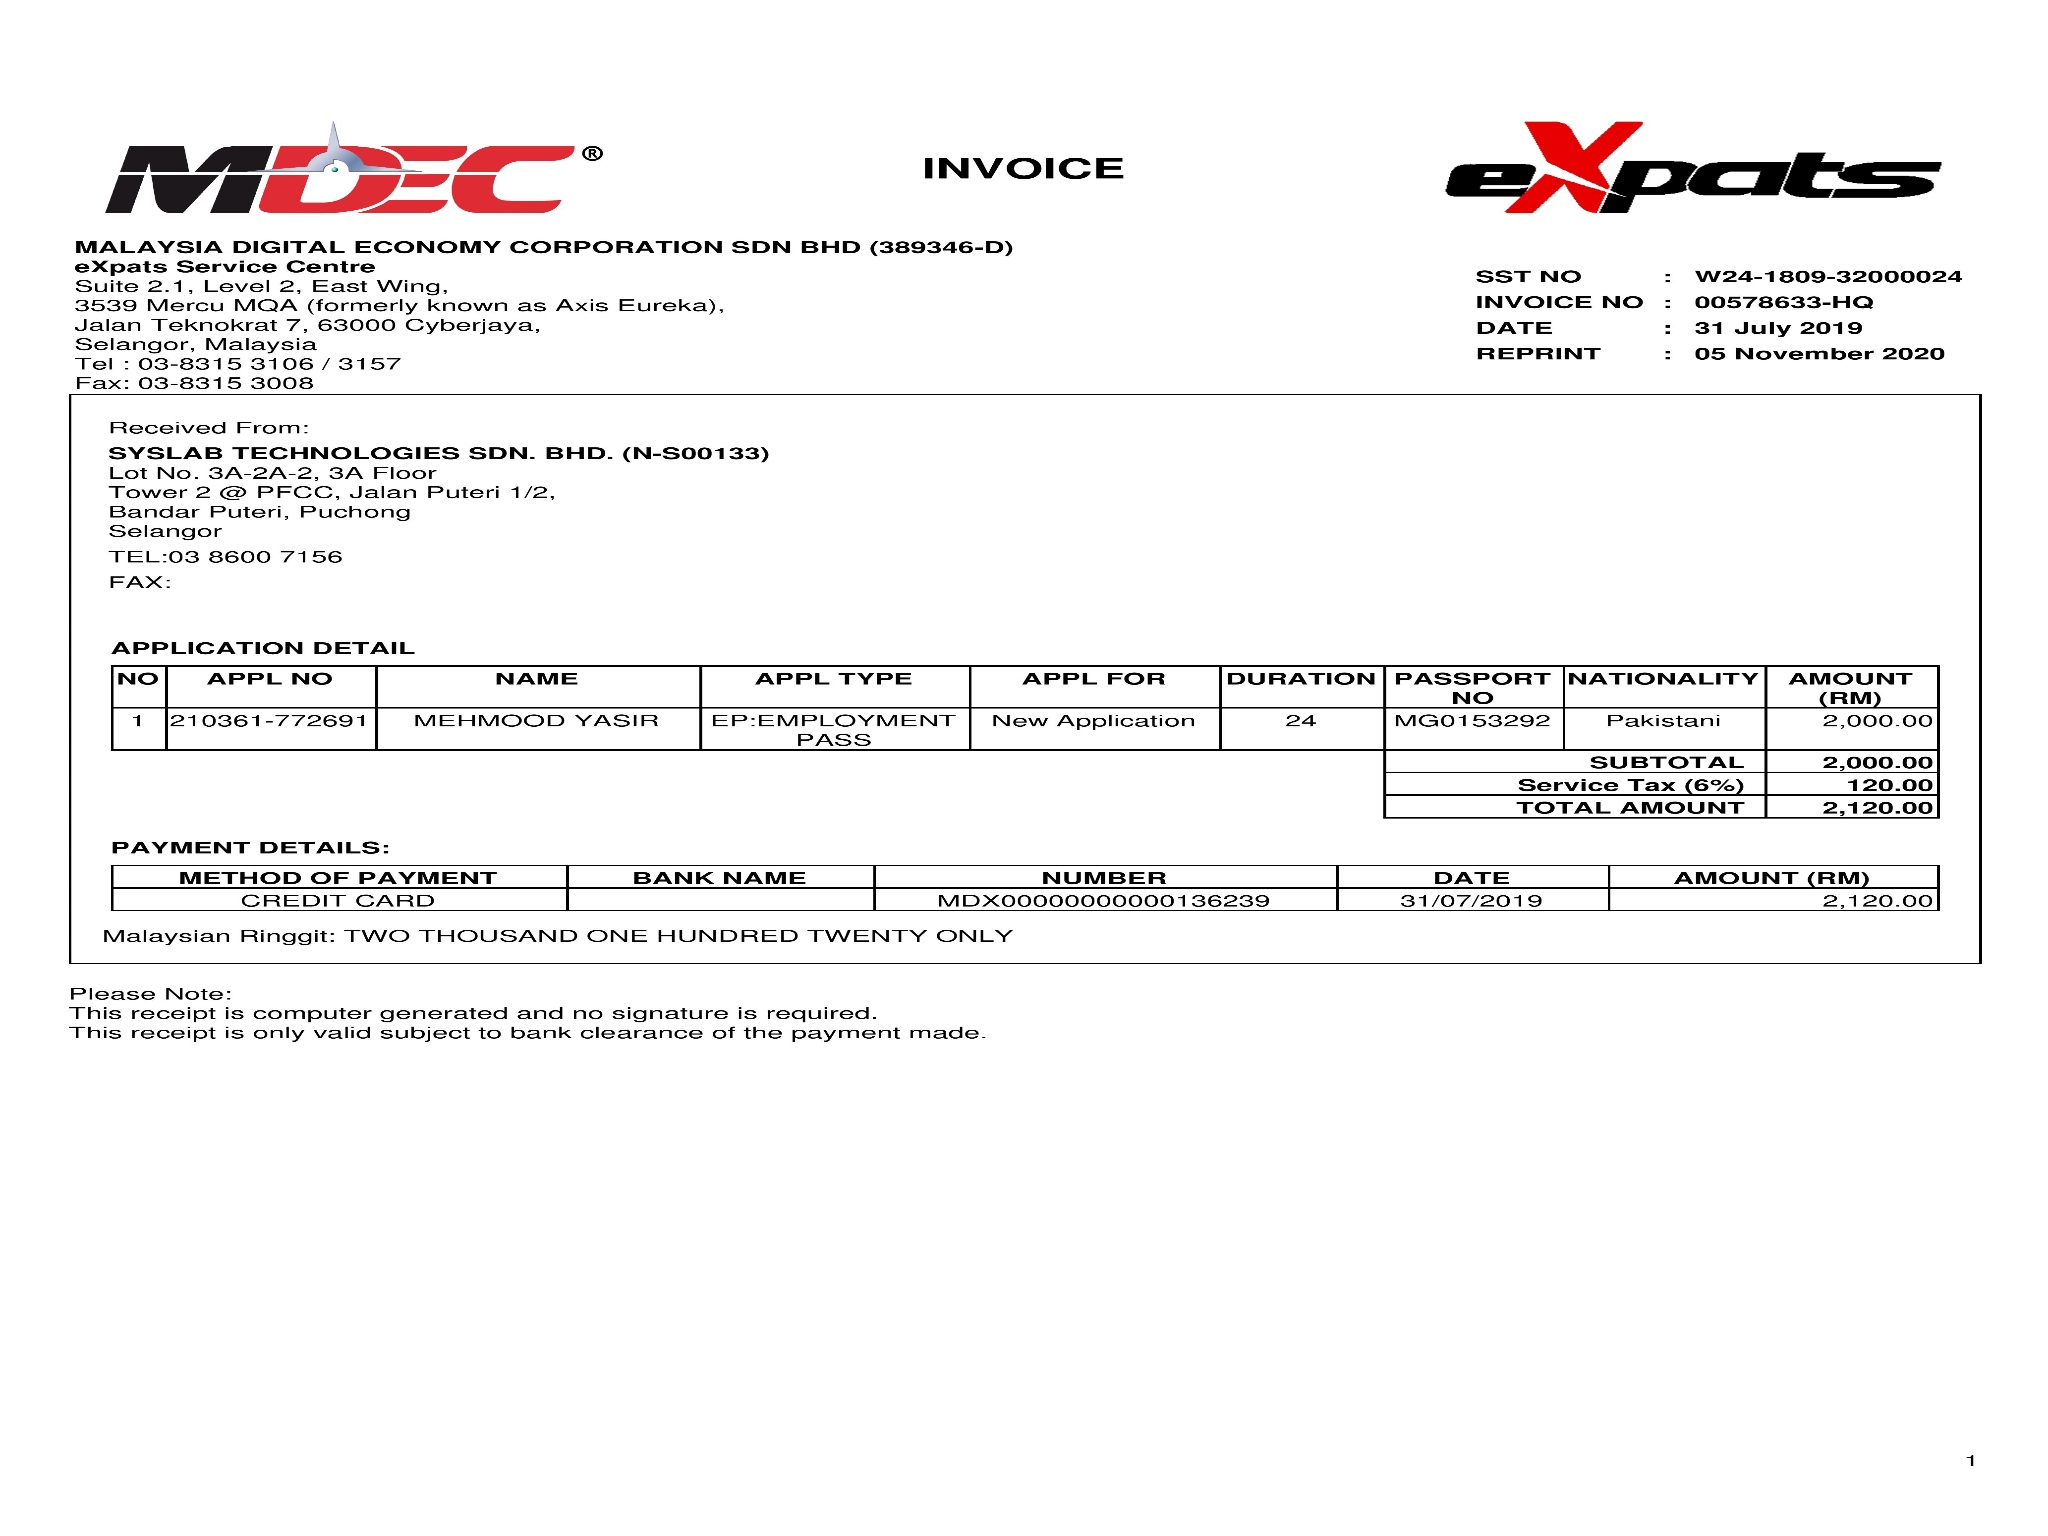 MDEC®
INVOICE
eXpats
MALAYSIA DIGITAL ECONOMY CORPORATION SDN BHD (389346-D)
eXpats Service Centre
Suite 2.1, Level 2, East Wing,
3539 Mercu MQA (formerly known as Axis Eureka),
Jalan Teknokrat 7, 63000 Cyberjaya,
Selangor, Malaysia
Tel : 03-8315 3106 / 3157
Fax: 03-8315 3008
SST NO : W24-1809-32000024
INVOICE NO : 00578633-HQ
DATE : 31 July 2019
REPRINT : 05 November 2020
Received From:
SYSLAB TECHNOLOGIES SDN. BHD. (N-S00133)
Lot No. 3A-2A-2, 3A Floor
Tower 2 @ PFCC, Jalan Puteri 1/2,
Bandar Puteri, Puchong
Selangor
TEL:03 8600 7156
FAX:
APPLICATION DETAIL
NO APPL NO NAME APPL TYPE APPL FOR DURATION PASSPORT NO NATIONALITY AMOUNT (RM)
1 210361-772691 MEHMOOD YASIR EP:EMPLOYMENT PASS New Application 24 MG0153292 Pakistani 2,000.00
SUBTOTAL 2,000.00
Service Tax (6%) 120.00
TOTAL AMOUNT 2,120.00
PAYMENT DETAILS:
METHOD OF PAYMENT BANK NAME NUMBER DATE AMOUNT (RM)
CREDIT CARD MDX00000000000136239 31/07/2019 2,120.00
Malaysian Ringgit: TWO THOUSAND ONE HUNDRED TWENTY ONLY
Please Note:
This receipt is computer generated and no signature is required.
This receipt is only valid subject to bank clearance of the payment made.
1